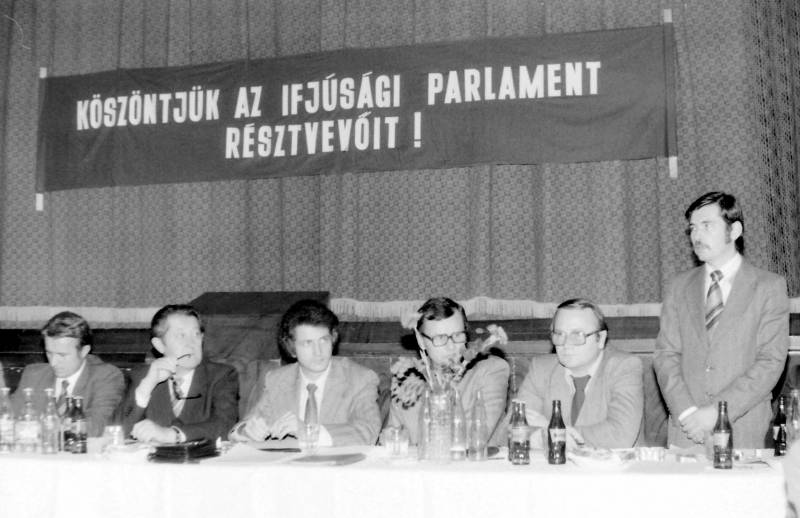 KÖSZÖNTJÜK AZ IFJÚSÁGI PARLAMENT
RÉSZTVEVŐIT !